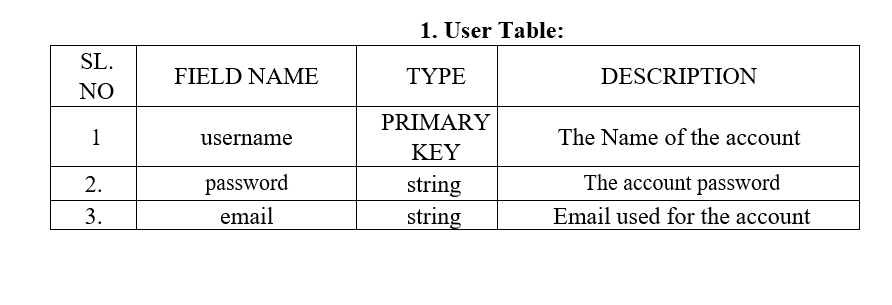 1. User Table:
SL. NO FIELD NAME TYPE DESCRIPTION
1 username PRIMARY KEY The Name of the account
2. password string The account password
3. email string Email used for the account